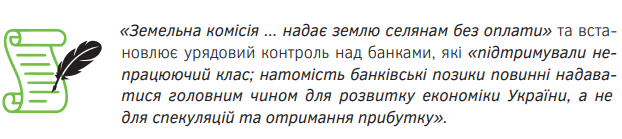 «Земельна комісія ... надає землю селянам без оплати» та вста-
новлює урядовий контроль над банками, які «підтримували не-
працюючий клас; натомість банківські позики повинні надава-
тися головним чином для розвитку економіки України, а не
для спекуляцій та отримання прибутку».